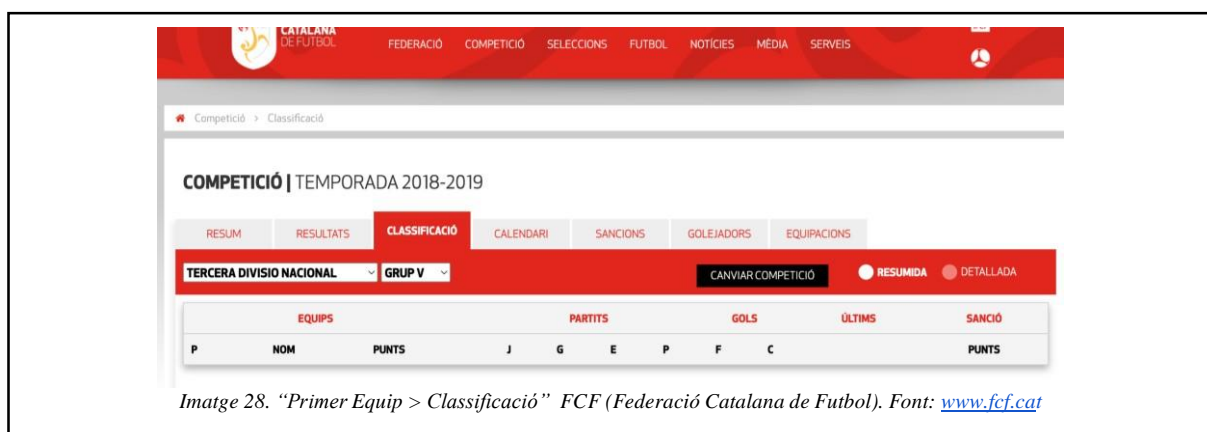 CATALANA
DE FUTBOL
FEDERACIÓ COMPETICIÓ SELECCIONS FUTBOL NOTÍCIES MÈDIA SERVEIS
Competició > Classificació
COMPETICIÓ | TEMPORADA 2018-2019
RESUM RESULTATS CLASSIFICACIÓ CALENDARI SANCIONS GOLEJADORS EQUIPACIONS
TERCERA DIVISIO NACIONAL GRUP V CANVIAR COMPETICIÓ RESUMIDA DETALLADA
EQUIPS PARTITS GOLS ÚLTIMS SANCIÓ
P NOM PUNTS J G E P F C PUNTS
Imatge 28. “Primer Equip > Classificació” FCF (Federació Catalana de Futbol). Font: www.fcf.cat